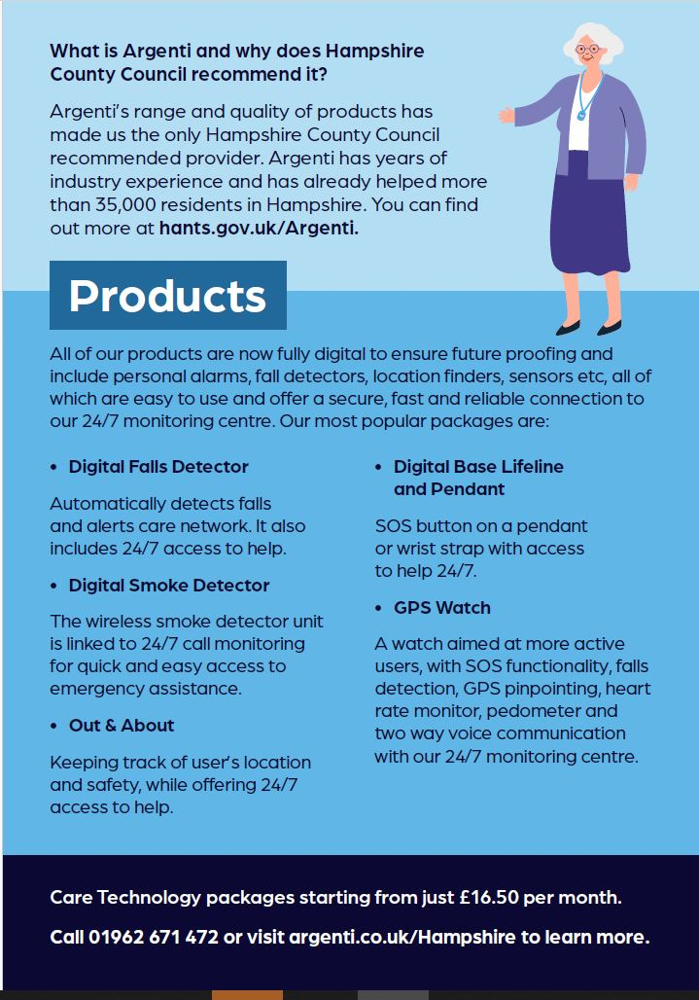 What is Argenti and why does Hampshire
County Council recommend it?
Argenti's range and quality of products has
made us the only Hampshire County Council
recommended provider. Argenti has years of
industry experience and has already helped more
than 35,000 residents in Hampshire. You can find
out more at hants.gov.uk/Argenti.
Products
All of our products are now fully digital to ensure future proofing and
include personal alarms, fall detectors, location finders, sensors etc, all of
which are easy to use and offer a secure, fast and reliable connection to
our 24/7 monitoring centre. Our most popular packages are:
• Digital Falls Detector
Automatically detects falls
and alerts care network. It also
includes 24/7 access to help.
• Digital Smoke Detector
The wireless smoke detector unit
is linked to 24/7 call monitoring
for quick and easy access to
emergency assistance.
• Out & About
Keeping track of user's location
and safety, while offering 24/7
access to help.
• Digital Base Lifeline
and Pendant
SOS button on a pendant
or wrist strap with access
to help 24/7.
• GPS Watch
A watch aimed at more active
users, with SOS functionality, falls
detection, GPS pinpointing, heart
rate monitor, pedometer and
two way voice communication
with our 24/7 monitoring centre.
Care Technology packages starting from just £16.50 per month.
Call 01962 671 472 or visit argenti.co.uk/Hampshire to learn more.